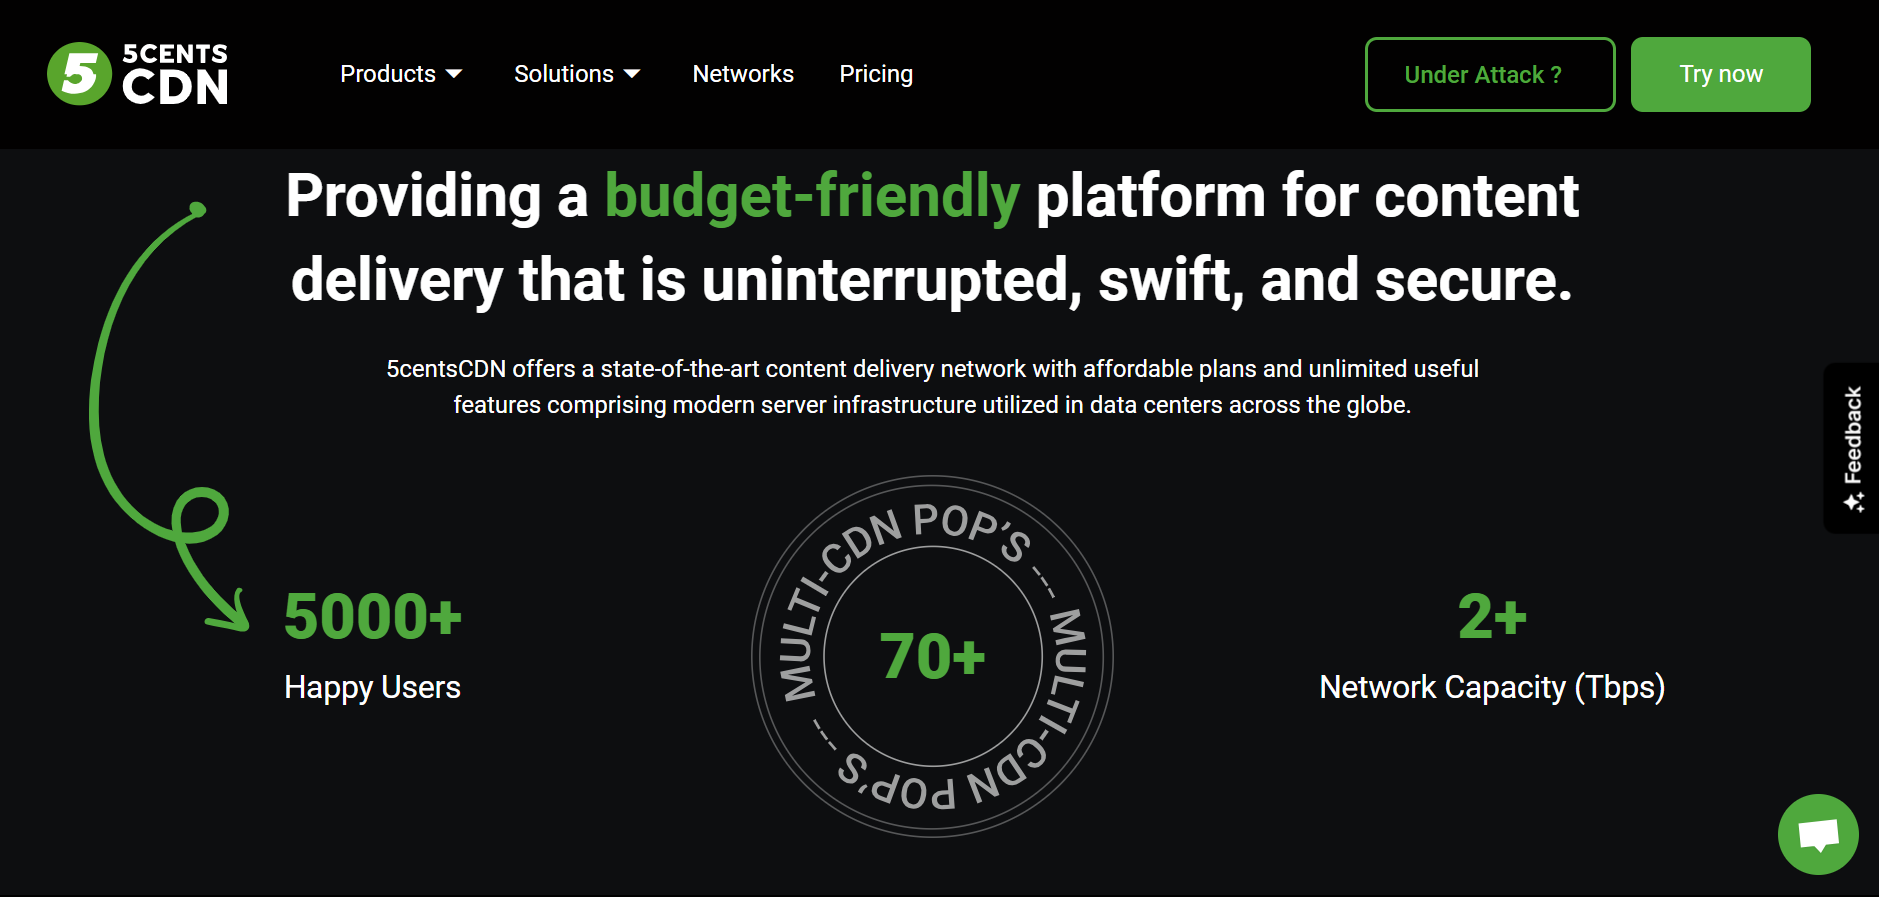 5 5CENTS
CDN
Products
Solutions
Networks
Pricing
Under Attack ?
Try now
Providing a budget-friendly platform for content
delivery that is uninterrupted, swift, and secure.
5centsCDN offers a state-of-the-art content delivery network with affordable plans and unlimited useful
features comprising modern server infrastructure utilized in data centers across the globe.
Feedback
5000+
Happy Users
MULTI-CDN POP'S ---- MULTI-CDN POP'S ----
70+
2+
Network Capacity (Tbps)